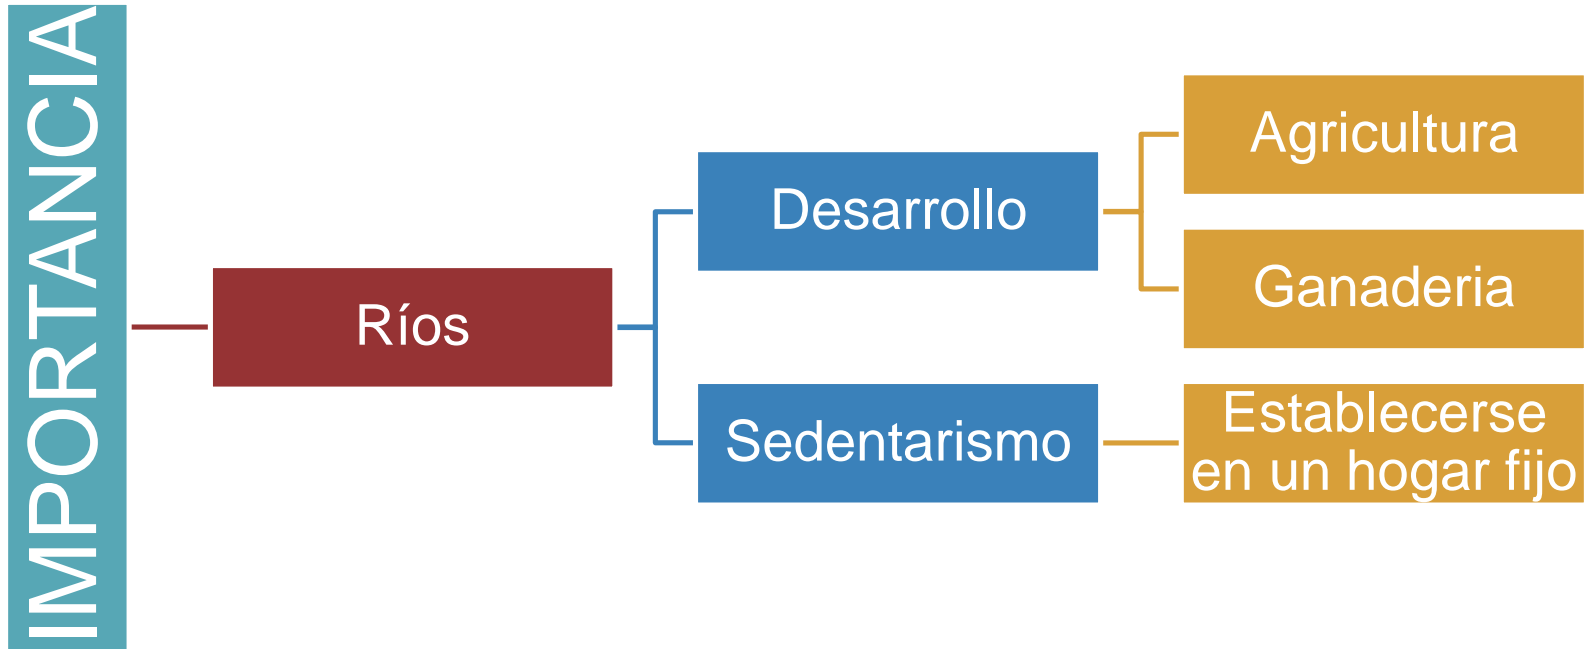 IMPORTANCIA
Ríos
Desarrollo
Agricultura
Ganaderia
Sedentarismo
Establecerse
en un hogar fijo